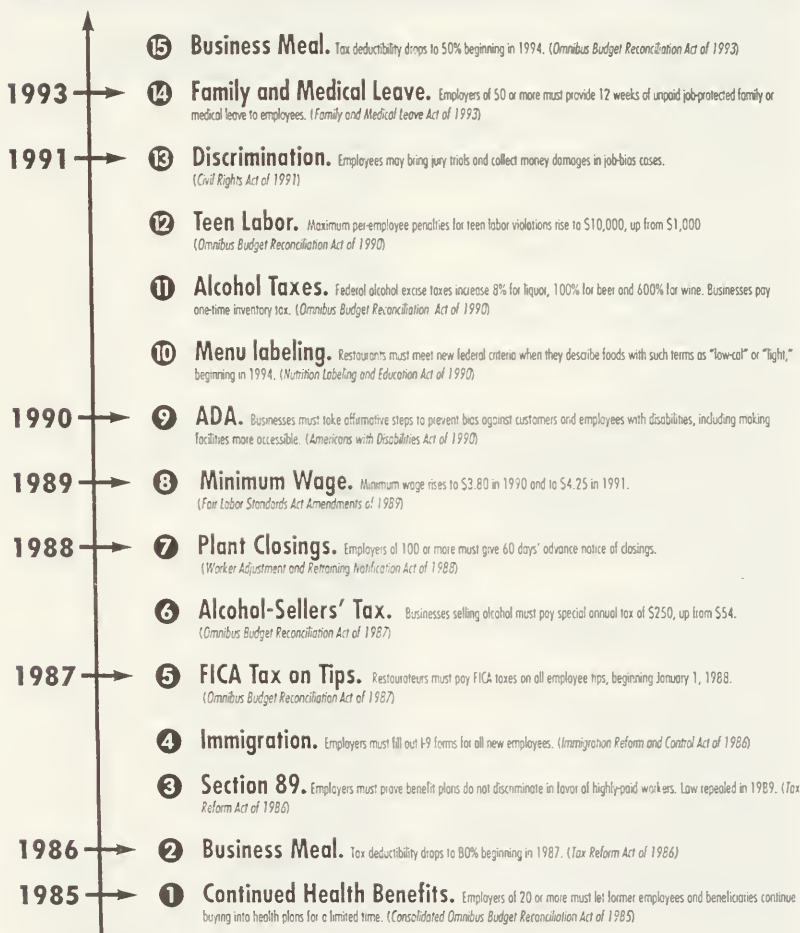 15 Business Meal. Tax deductibility drops to 50% beginning in 1994. (Omnibus Budget Reconciliation Act of 1993)
1993 14 Family and Medical Leave. Employers of 50 or more must provide 12 weeks of unpaid job-protected family or
medical leave to employees. (Family and Medical Leave Act of 1993)
1991 13 Discrimination. Employees may bring jury trials and collect money damages in job-bias cases.
(Civil Rights Act of 1991)
12 Teen Labor. Maximum per-employee penalties for teen labor violations rise to $10,000, up from $1,000
(Omnibus Budget Reconciliation Act of 1990)
11 Alcohol Taxes. Federal alcohol excise taxes increase 8% for liquor, 100% for beer and 600% for wine. Businesses pay
one-time inventory tax. (Omnibus Budget Reconciliation Act of 1990)
10 Menu labeling. Restaurants must meet new federal criteria when they describe foods with such terms as "low-cal" or "light,"
beginning in 1994. (Nutrition Labeling and Education Act of 1990)
1990 9 ADA. Businesses must take affirmative steps to prevent bias against customers and employees with disabilities, including making
facilities more accessible. (Americans with Disabilities Act of 1990)
1989 8 Minimum Wage. Minimum wage rises to $3.80 in 1990 and to $4.25 in 1991.
(Fair Labor Standards Act Amendments of 1989)
1988 7 Plant Closings. Employers of 100 or more must give 60 days' advance notice of closings.
(Worker Adjustment and Retraining Notification Act of 1988)
6 Alcohol-Sellers' Tax. Businesses selling alcohol must pay special annual tax of $250, up from $54.
(Omnibus Budget Reconciliation Act of 1987)
1987 5 FICA Tax on Tips. Restaurateurs must pay FICA taxes on all employee tips, beginning January 1, 1988.
(Omnibus Budget Reconciliation Act of 1987)
4 Immigration. Employers must fill out I-9 forms for all new employees. (Immigration Reform and Control Act of 1986)
3 Section 89. Employers must prove benefit plans do not discriminate in favor of highly-paid workers. Law repealed in 1989. (Tax
Reform Act of 1986)
1986 2 Business Meal. Tax deductibility drops to 80% beginning in 1987. (Tax Reform Act of 1986)
1985 1 Continued Health Benefits. Employers of 20 or more must let former employees and beneficiaries continue
buying into health plans for a limited time. (Consolidated Omnibus Budget Reconciliation Act of 1985)